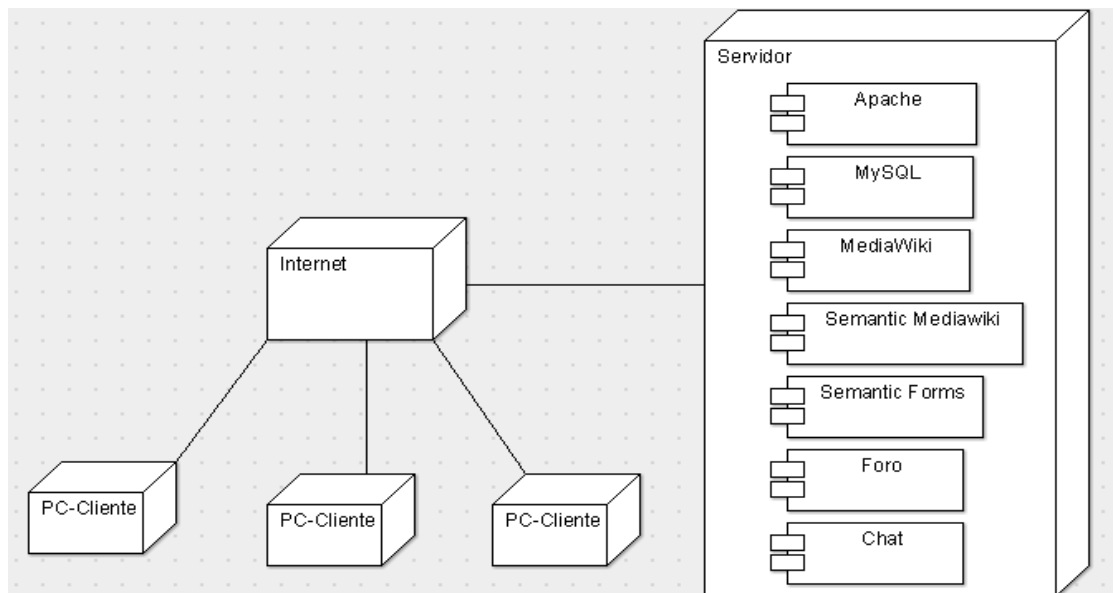 Servidor
Apache
MySQL
MediaWiki
Semantic Mediawiki
Semantic Forms
Foro
Chat
Internet
PC-Cliente
PC-Cliente
PC-Cliente